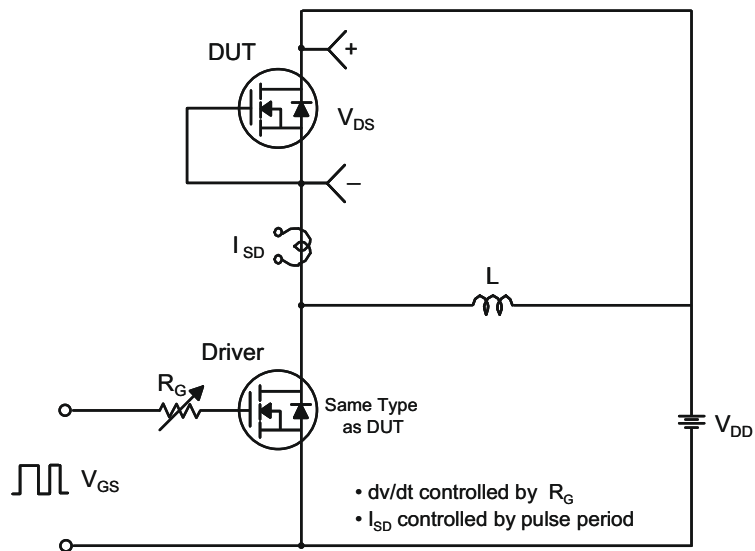 DUT
+
V_DS
–
I_SD
L
Driver
R_G
Same Type
as DUT
V_DD
V_GS
• dv/dt controlled by R_G
• I_SD controlled by pulse period